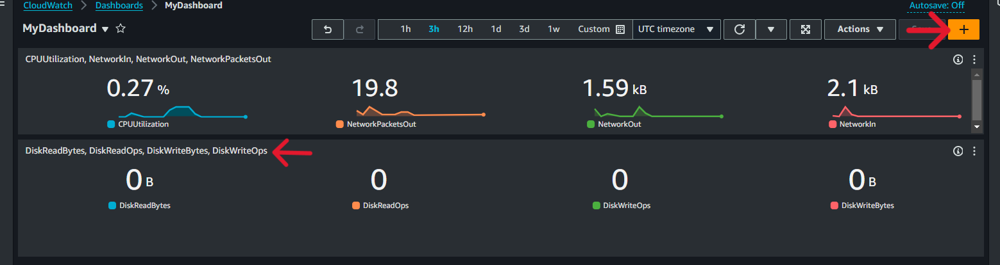 CloudWatch > Dashboards > MyDashboard
Autosave: Off
MyDashboard
1h 3h 12h 1d 3d 1w Custom UTC timezone Actions +
CPUUtilization, NetworkIn, NetworkOut, NetworkPacketsOut
0.27 % 19.8 1.59 kB 2.1 kB
CPUUtilization NetworkPacketsOut NetworkOut NetworkIn
DiskReadBytes, DiskReadOps, DiskWriteBytes, DiskWriteOps
0 B 0 0 0 B
DiskReadBytes DiskReadOps DiskWriteOps DiskWriteBytes